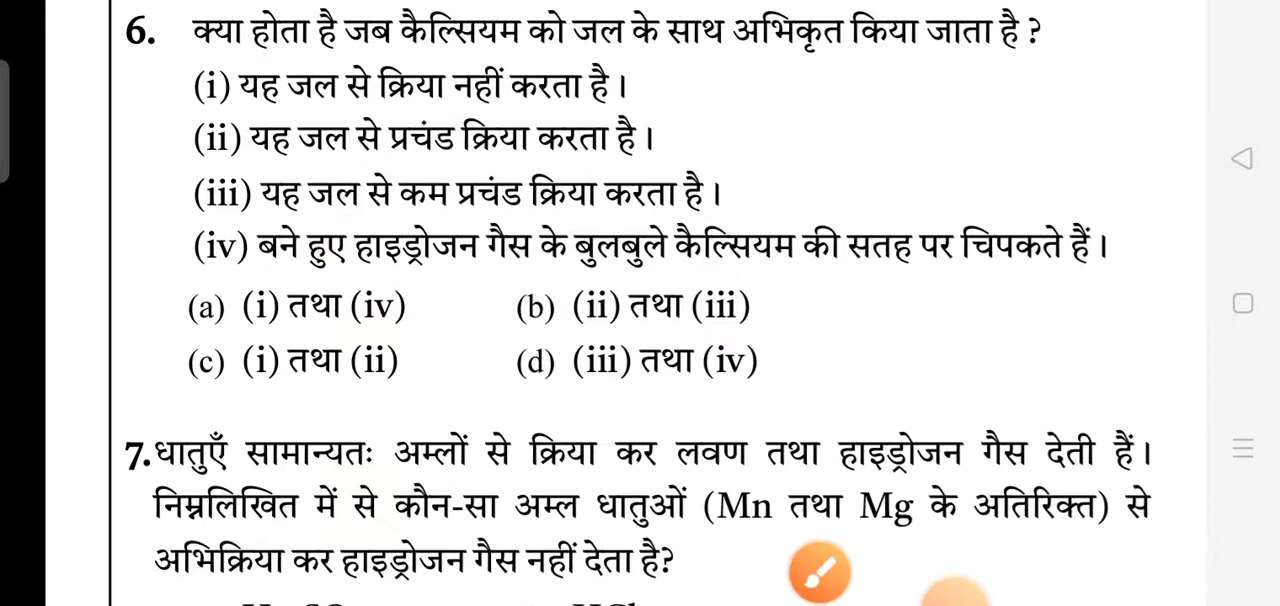 6. क्या होता है जब कैल्सियम को जल के साथ अभिकृत किया जाता है ?
(i) यह जल से क्रिया नहीं करता है।
(ii) यह जल से प्रचंड क्रिया करता है।
(iii) यह जल से कम प्रचंड क्रिया करता है।
(iv) बने हुए हाइड्रोजन गैस के बुलबुले कैल्सियम की सतह पर चिपकते हैं।
(a) (i) तथा (iv) (b) (ii) तथा (iii)
(c) (i) तथा (ii) (d) (iii) तथा (iv)
7. धातुएँ सामान्यतः अम्लों से क्रिया कर लवण तथा हाइड्रोजन गैस देती हैं।
निम्नलिखित में से कौन-सा अम्ल धातुओं (Mn तथा Mg के अतिरिक्त) से
अभिक्रिया कर हाइड्रोजन गैस नहीं देता है?